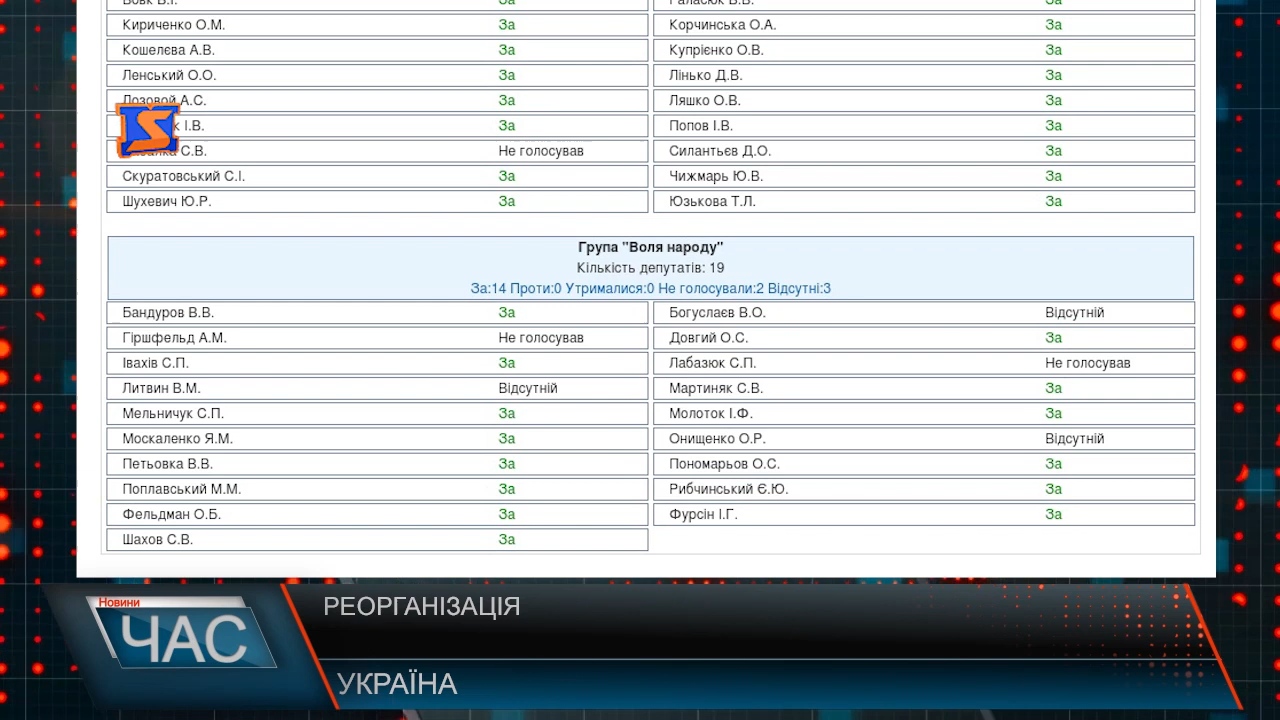 Кириченко О.М. За Корчинська О.А. За
Кошелєва А.В. За Купрієнко О.В. За
Ленський О.О. За Лінько Д.В. За
Лозовой А.С. За Ляшко О.В. За
І.В. За Попов І.В. За
С.В. Не голосував Силантьєв Д.О. За
Скуратовський С.І. За Чижмарь Ю.В. За
Шухевич Ю.Р. За Юзькова Т.Л. За
Група "Воля народу"
Кількість депутатів: 19
За:14 Проти:0 Утрималися:0 Не голосували:2 Відсутні:3
Бандуров В.В. За Богуслаєв В.О. Відсутній
Гіршфельд А.М. Не голосував Довгий О.С. За
Івахів С.П. За Лабазюк С.П. Не голосував
Литвин В.М. Відсутній Мартиняк С.В. За
Мельничук С.П. За Молоток І.Ф. За
Москаленко Я.М. За Онищенко О.Р. Відсутній
Петьовка В.В. За Пономарьов О.С. За
Поплавський М.М. За Рибчинський Є.Ю. За
Фельдман О.Б. За Фурсін І.Г. За
Шахов С.В. За
Новини
ЧАС
РЕОРГАНІЗАЦІЯ
УКРАЇНА